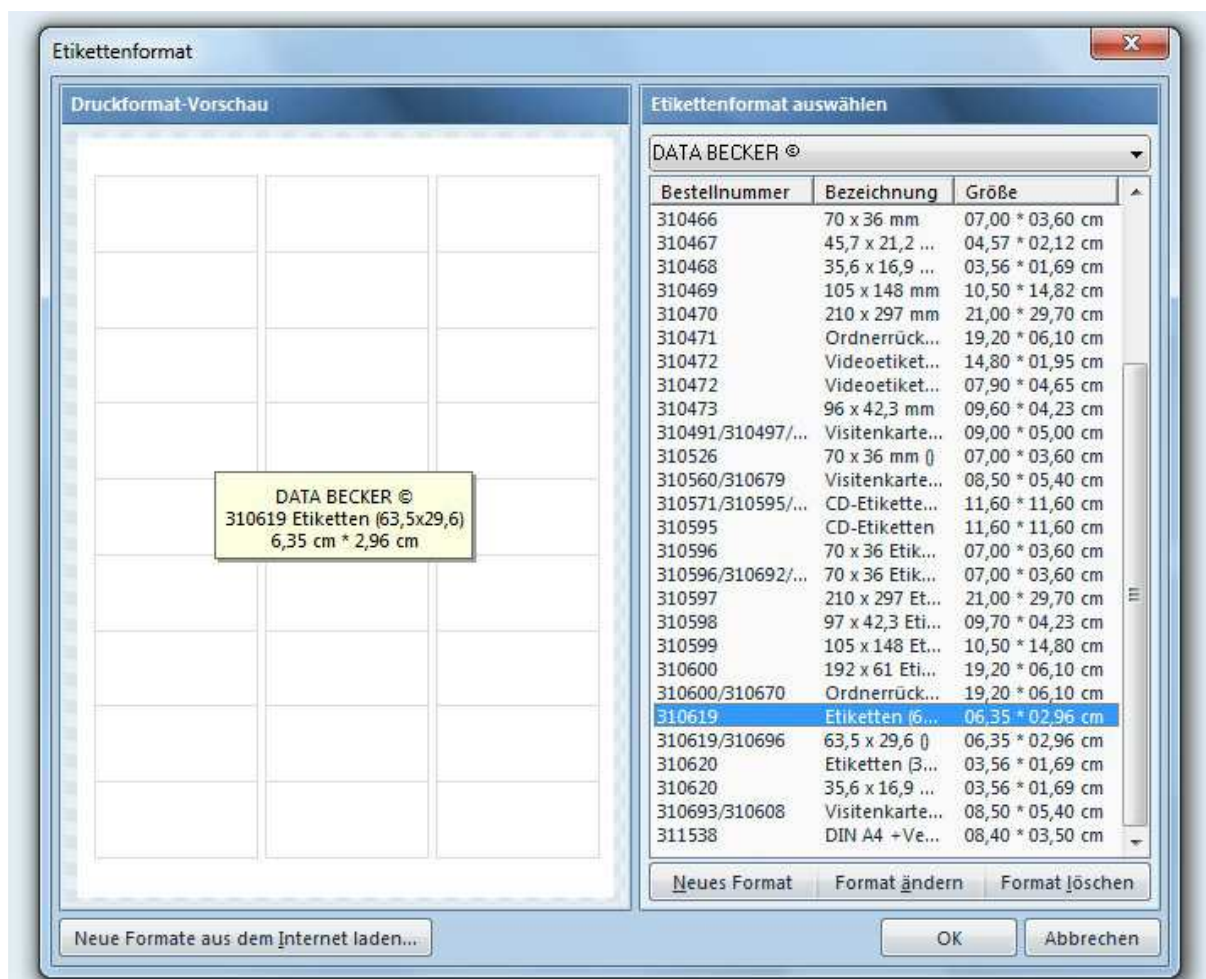 Etikettenformat
Druckformat-Vorschau
DATA BECKER ©
310619 Etiketten (63,5x29,6)
6,35 cm * 2,96 cm
Etikettenformat auswählen
DATA BECKER ©
Bestellnummer Bezeichnung Größe
310466 70 x 36 mm 07,00 * 03,60 cm
310467 45,7 x 21,2 ... 04,57 * 02,12 cm
310468 35,6 x 16,9 ... 03,56 * 01,69 cm
310469 105 x 148 mm 10,50 * 14,82 cm
310470 210 x 297 mm 21,00 * 29,70 cm
310471 Ordnerrück... 19,20 * 06,10 cm
310472 Videoetiket... 14,80 * 01,95 cm
310472 Videoetiket... 07,90 * 04,65 cm
310473 96 x 42,3 mm 09,60 * 04,23 cm
310491/310497/... Visitenkarte... 09,00 * 05,00 cm
310526 70 x 36 mm () 07,00 * 03,60 cm
310560/310679 Visitenkarte... 08,50 * 05,40 cm
310571/310595/... CD-Etikette... 11,60 * 11,60 cm
310595 CD-Etiketten 11,60 * 11,60 cm
310596 70 x 36 Etik... 07,00 * 03,60 cm
310596/310692/... 70 x 36 Etik... 07,00 * 03,60 cm
310597 210 x 297 Et... 21,00 * 29,70 cm
310598 97 x 42,3 Eti... 09,70 * 04,23 cm
310599 105 x 148 Et... 10,50 * 14,80 cm
310600 192 x 61 Eti... 19,20 * 06,10 cm
310600/310670 Ordnerrück... 19,20 * 06,10 cm
310619 Etiketten (6... 06,35 * 02,96 cm
310619/310696 63,5 x 29,6 () 06,35 * 02,96 cm
310620 Etiketten (3... 03,56 * 01,69 cm
310620 35,6 x 16,9 ... 03,56 * 01,69 cm
310693/310608 Visitenkarte... 08,50 * 05,40 cm
311538 DIN A4 +Ve... 08,40 * 03,50 cm
Neues Format Format ändern Format löschen
Neue Formate aus dem Internet laden... OK Abbrechen